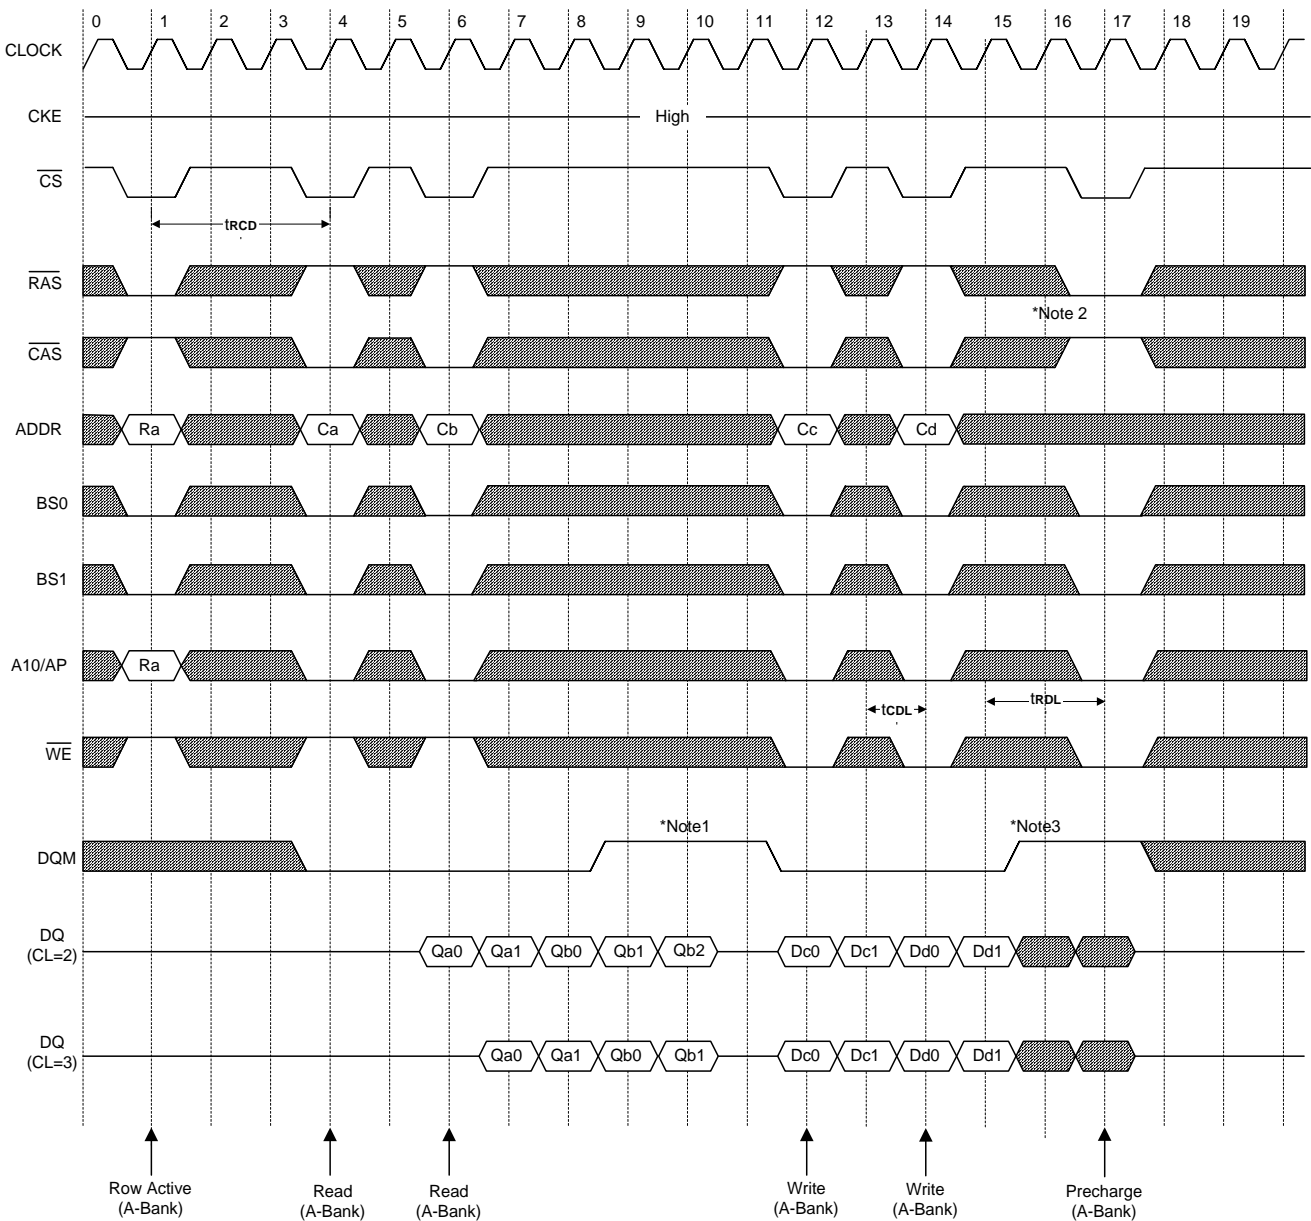 0 1 2 3 4 5 6 7 8 9 10 11 12 13 14 15 16 17 18 19
CLOCK
CKE High
CS
tRCD
RAS
*Note 2
CAS
ADDR Ra Ca Cb Cc Cd
BS0
BS1
A10/AP Ra
tCDL tRDL
WE
*Note1 *Note3
DQM
DQ
(CL=2) Qa0 Qa1 Qb0 Qb1 Qb2 Dc0 Dc1 Dd0 Dd1
DQ
(CL=3) Qa0 Qa1 Qb0 Qb1 Dc0 Dc1 Dd0 Dd1
Row Active Read Read Write Write Precharge
(A-Bank) (A-Bank) (A-Bank) (A-Bank) (A-Bank) (A-Bank)